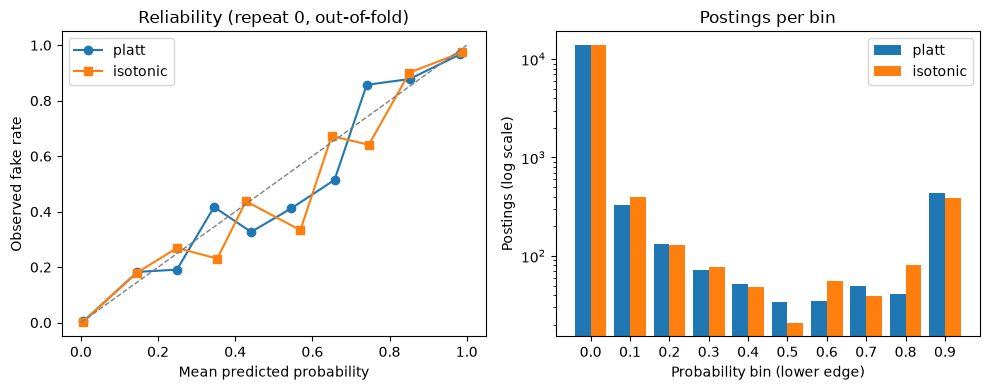 Reliability (repeat 0, out-of-fold)
platt
isotonic
Observed fake rate
1.0
0.8
0.6
0.4
0.2
0.0
0.0 0.2 0.4 0.6 0.8 1.0
Mean predicted probability
Postings per bin
platt
isotonic
Postings (log scale)
10⁴
10³
10²
0.0 0.1 0.2 0.3 0.4 0.5 0.6 0.7 0.8 0.9
Probability bin (lower edge)